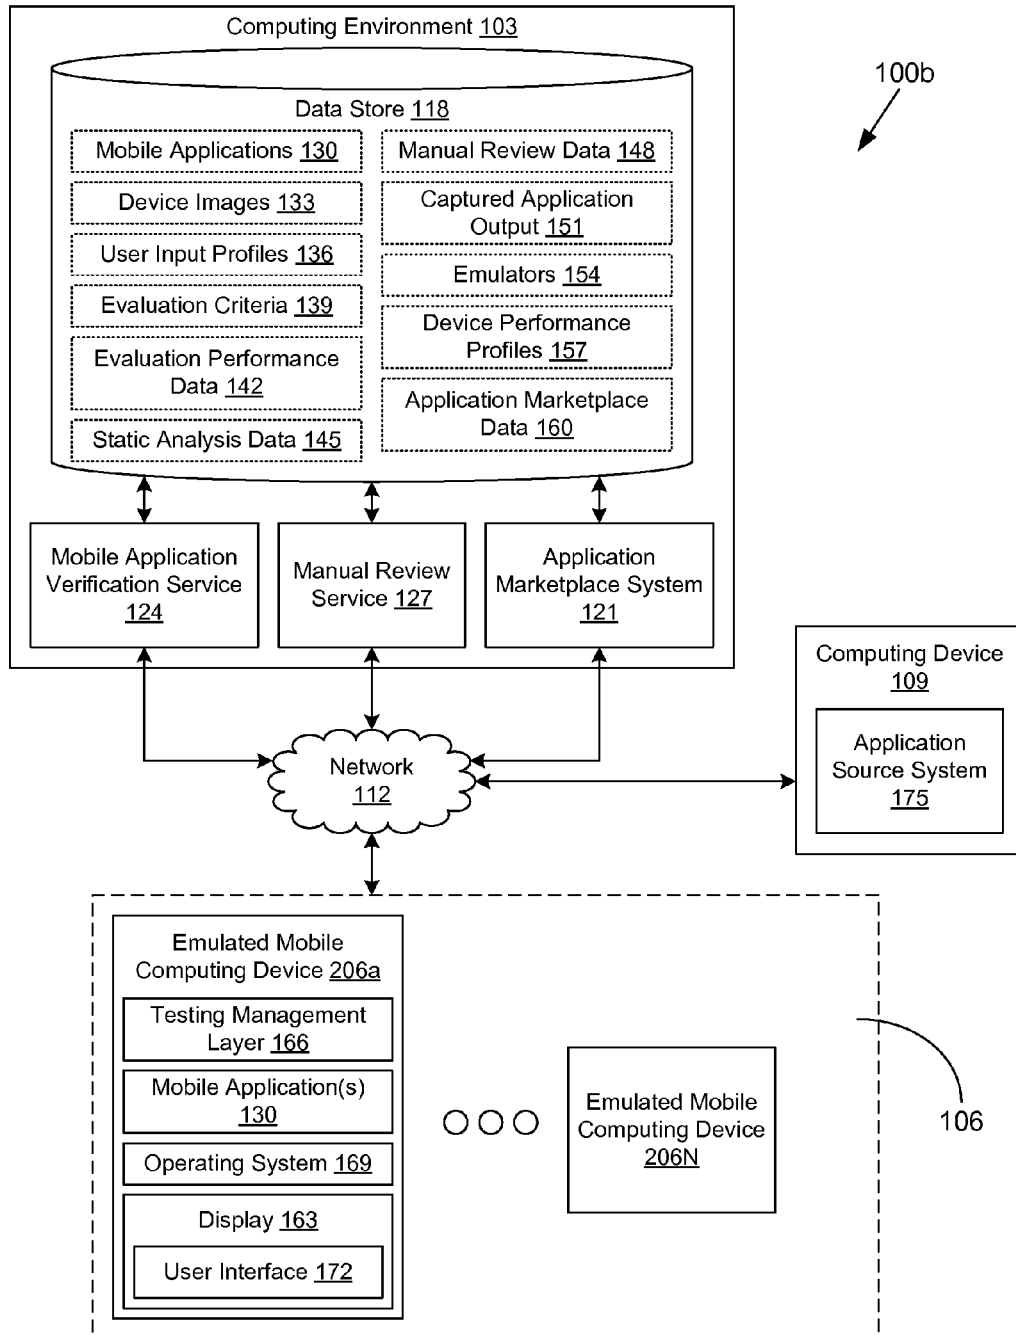 Computing Environment 103
100b
Data Store 118
Mobile Applications 130
Device Images 133
User Input Profiles 136
Evaluation Criteria 139
Evaluation Performance
Data 142
Static Analysis Data 145
Manual Review Data 148
Captured Application
Output 151
Emulators 154
Device Performance
Profiles 157
Application Marketplace
Data 160
Mobile Application
Verification Service
124
Manual Review
Service 127
Application
Marketplace System
121
Computing Device
109
Application
Source System
175
Network
112
Emulated Mobile
Computing Device 206a
Testing Management
Layer 166
Mobile Application(s)
130
Operating System 169
Display 163
User Interface 172
Emulated Mobile
Computing Device
206N
106